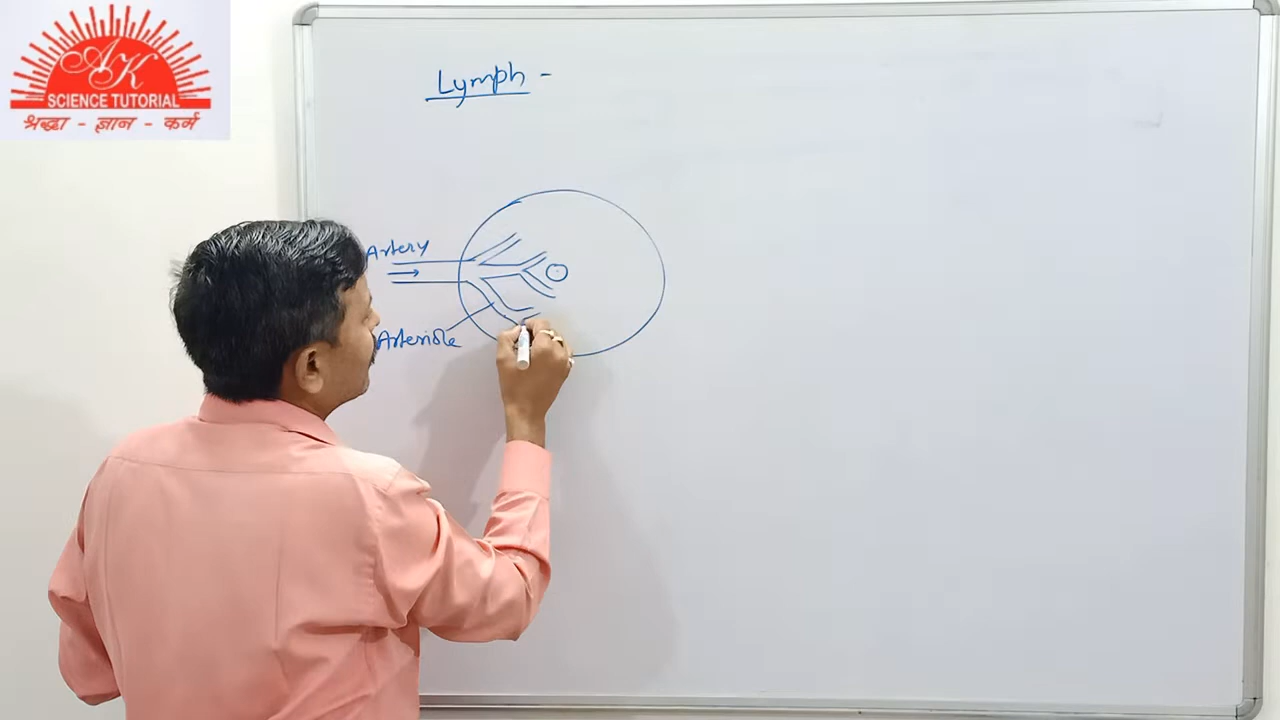 AK
SCIENCE TUTORIAL
श्रद्धा - ज्ञान - कर्म
Lymph -
Artery
Arteriole